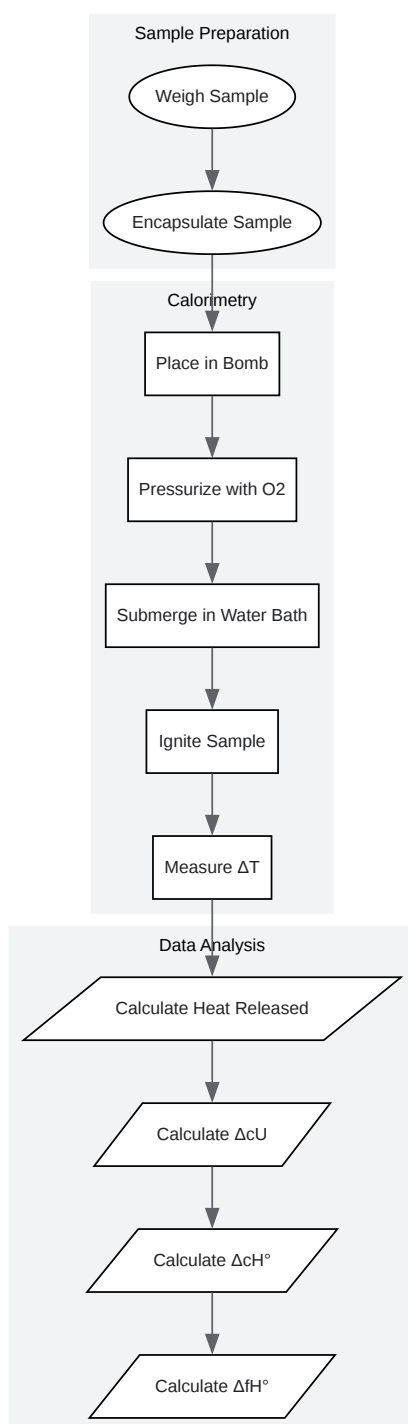 Sample Preparation
Weigh Sample
Encapsulate Sample
Calorimetry
Place in Bomb
Pressurize with O2
Submerge in Water Bath
Ignite Sample
Measure ΔT
Data Analysis
Calculate Heat Released
Calculate ΔcU
Calculate ΔcH°
Calculate ΔfH°